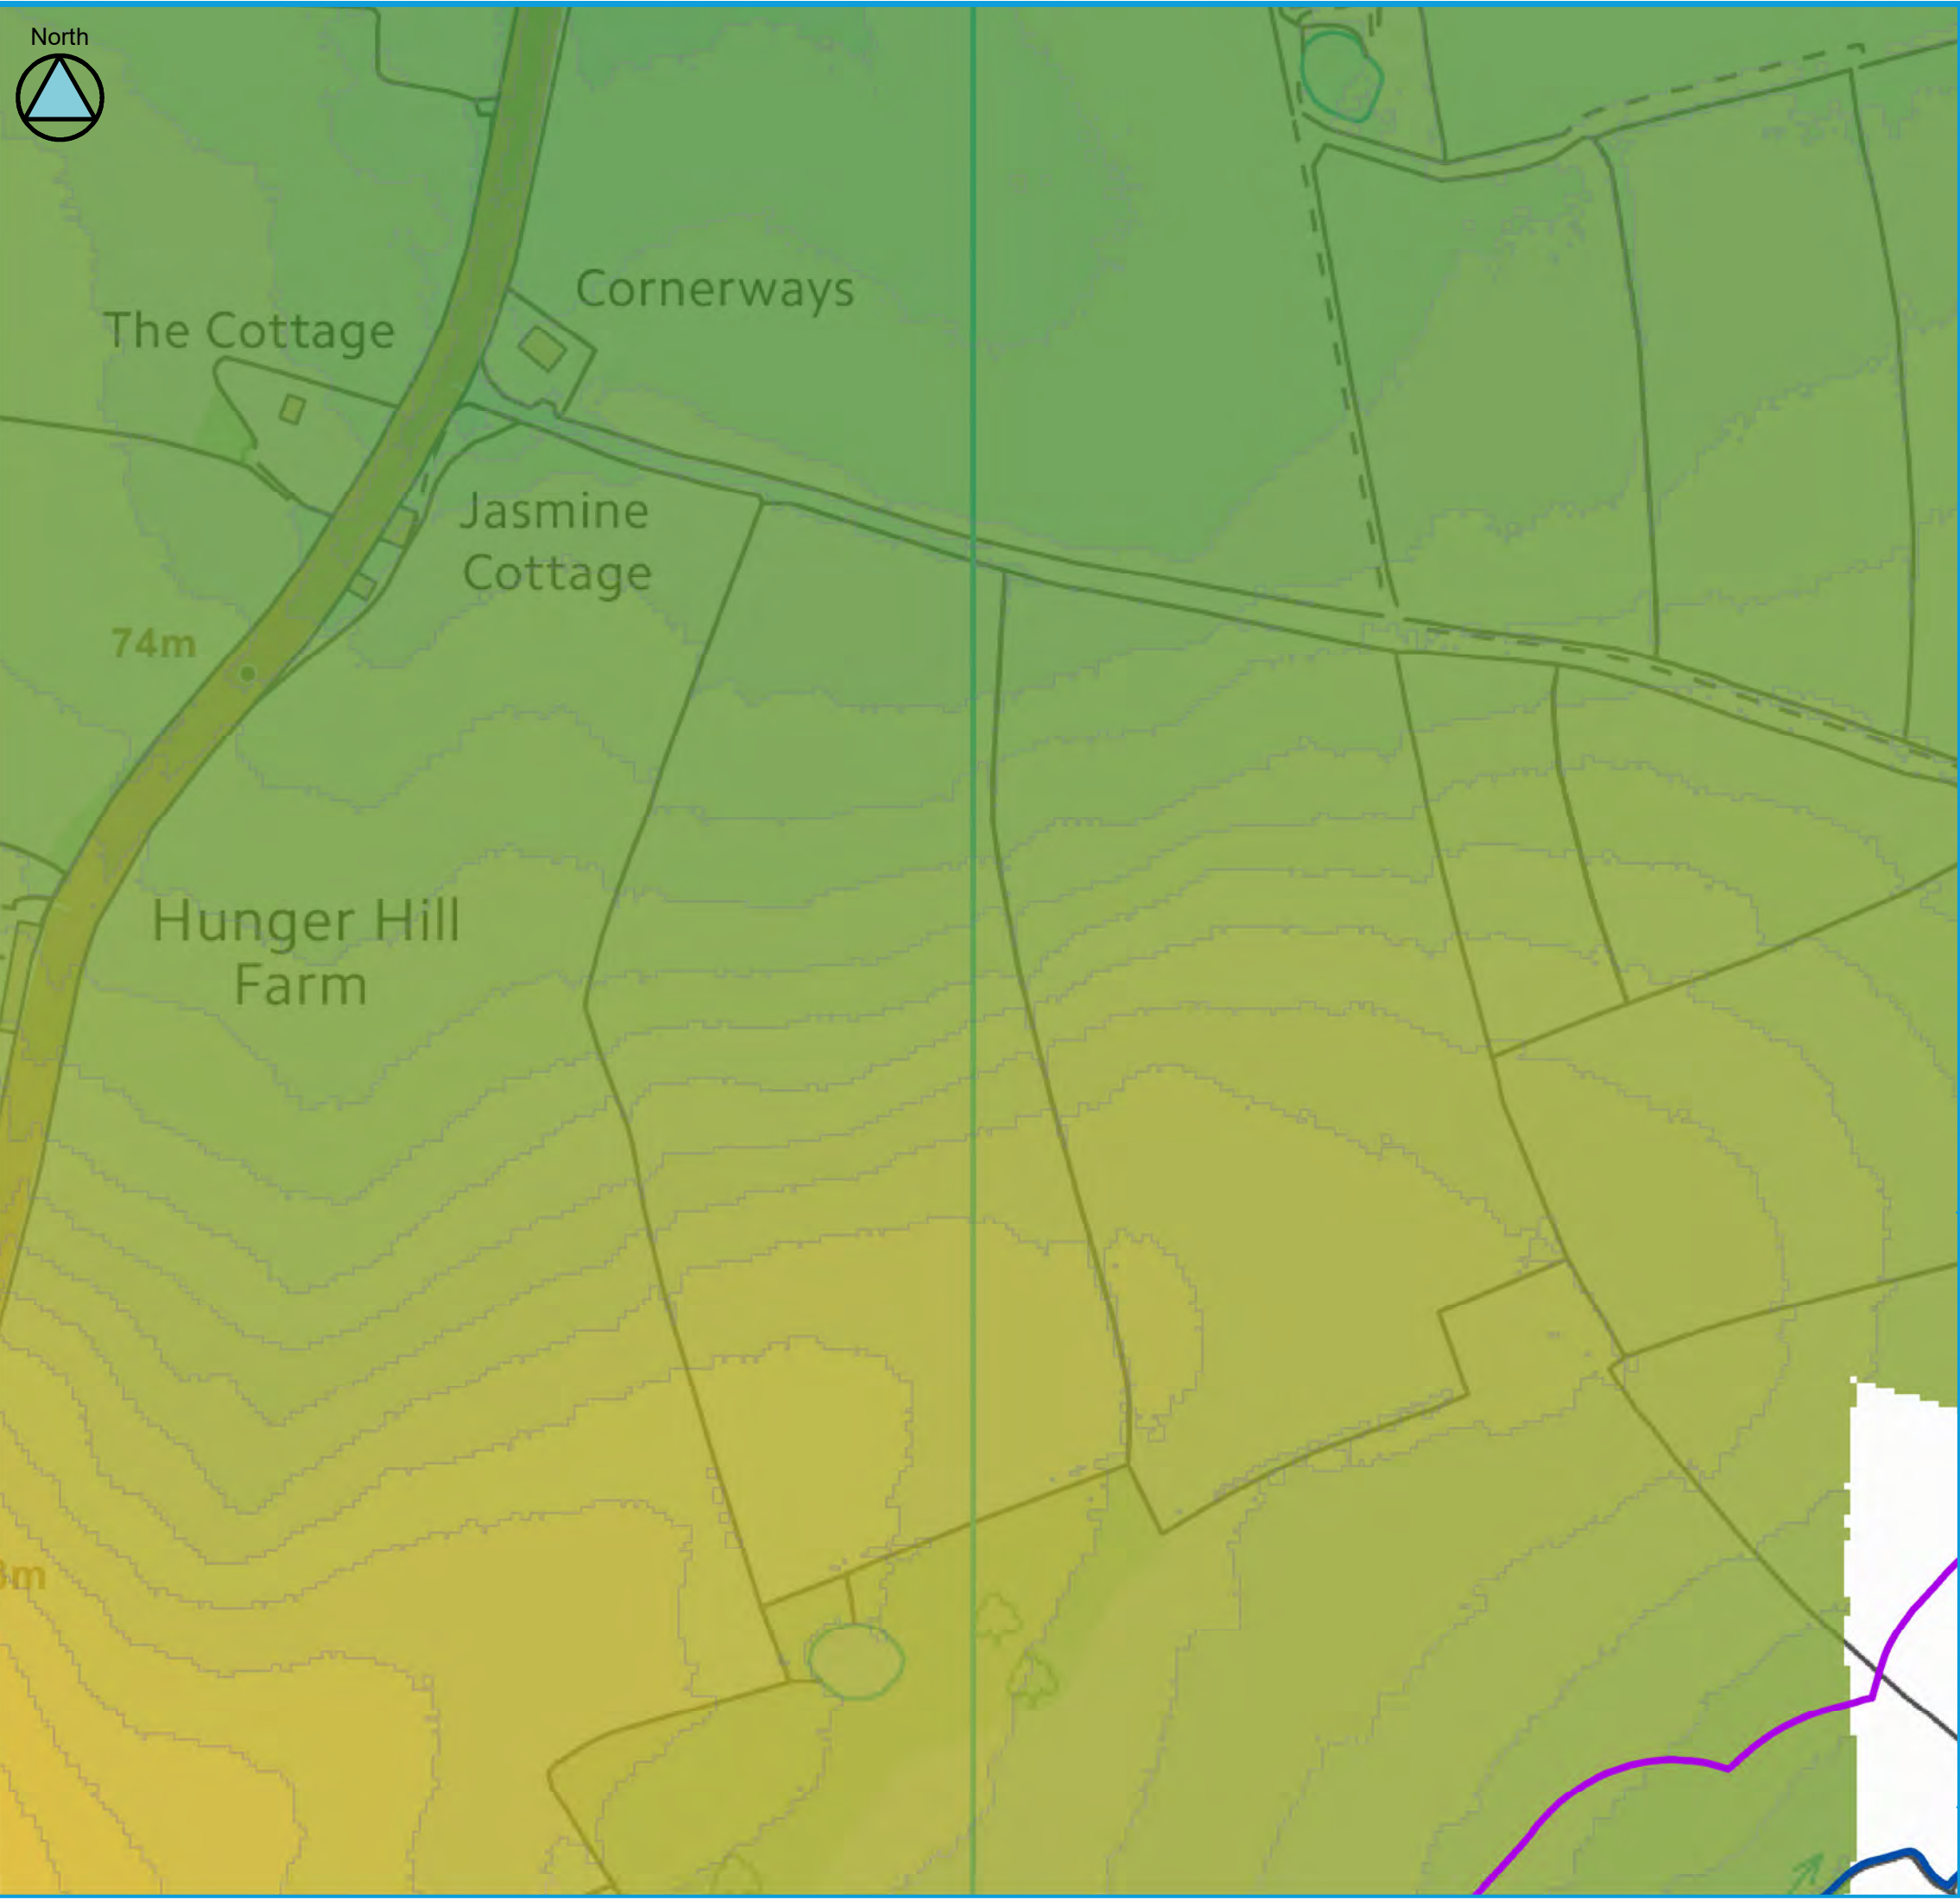 North
Cornerways
The Cottage
Jasmine
Cottage
74m
Hunger Hill
Farm